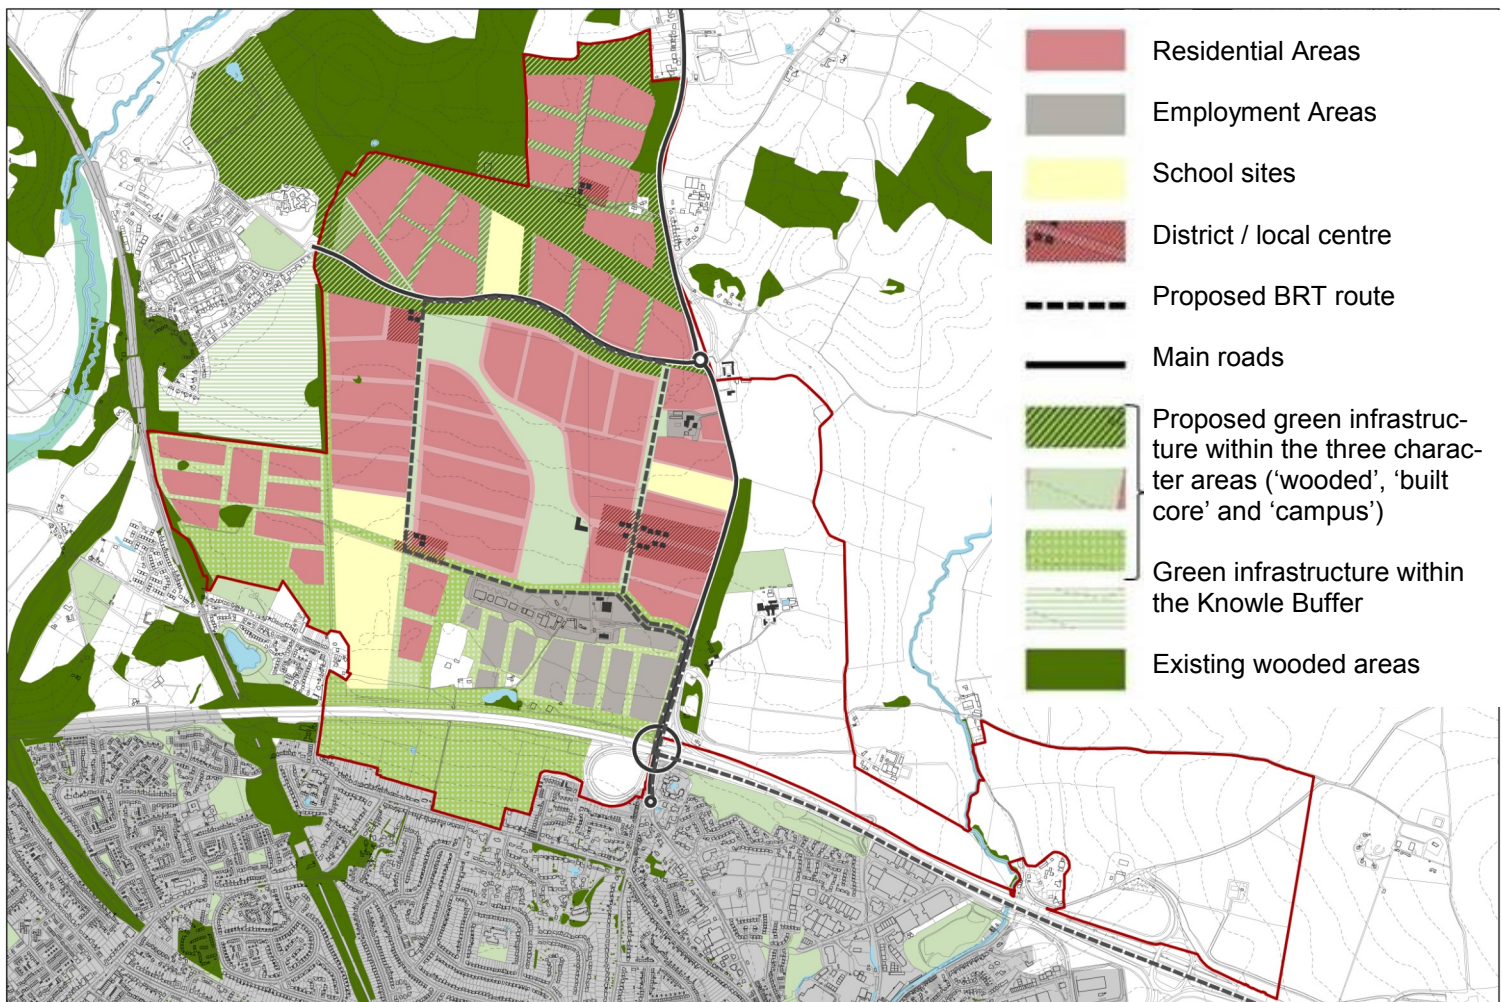 Residential Areas
Employment Areas
School sites
District / local centre
Proposed BRT route
Main roads
Proposed green infrastruc-
ture within the three charac-
ter areas (‘wooded’, ‘built
core’ and ‘campus’)
Green infrastructure within
the Knowle Buffer
Existing wooded areas